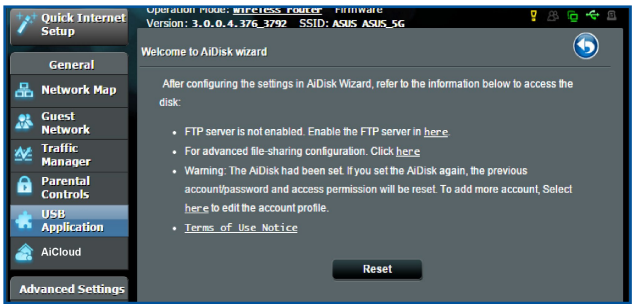 Quick Internet
Setup
General
Network Map
Guest
Network
Traffic
Manager
Parental
Controls
USB
Application
AiCloud
Advanced Settings
Operation Mode: Wireless router Firmware
Version: 3.0.0.4.376_3792 SSID: ASUS ASUS_5G
Welcome to AiDisk wizard
After configuring the settings in AiDisk Wizard, refer to the information below to access the
disk:
• FTP server is not enabled. Enable the FTP server in here.
• For advanced file-sharing configuration. Click here
• Warning: The AiDisk had been set. If you set the AiDisk again, the previous
account/password and access permission will be reset. To add more account, Select
here to edit the account profile.
• Terms of Use Notice
Reset